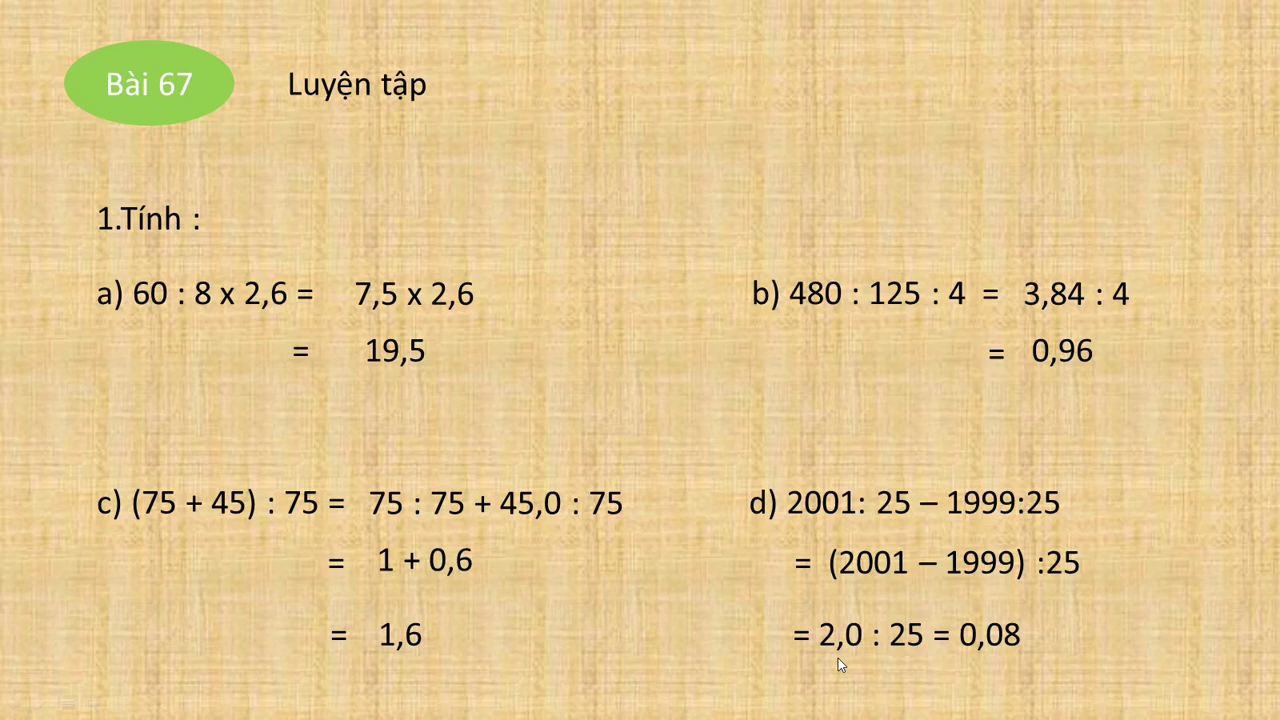 Bài 67
Luyện tập
1.Tính :
a) 60 : 8 x 2,6 = 7,5 x 2,6
= 19,5
b) 480 : 125 : 4 = 3,84 : 4
= 0,96
c) (75 + 45) : 75 = 75 : 75 + 45,0 : 75
= 1 + 0,6
= 1,6
d) 2001: 25 – 1999:25
= (2001 – 1999) :25
= 2,0 : 25 = 0,08